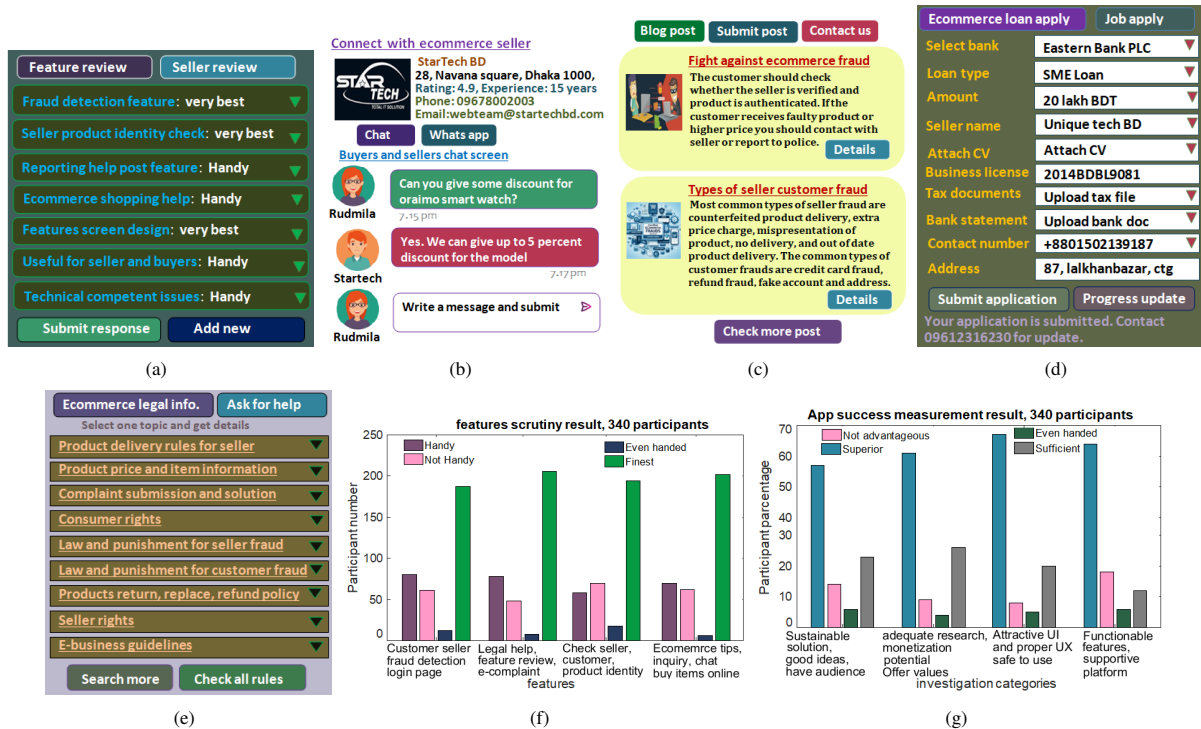 Feature review
Seller review
Fraud detection feature: very best
Seller product identity check: very best
Reporting help post feature: Handy
Ecommerce shopping help: Handy
Features screen design: very best
Useful for seller and buyers: Handy
Technical competent issues: Handy
Submit response
Add new
(a)
Connect with ecommerce seller
STAR
TECH
TOTAL IT SOLUTION
StarTech BD
28, Navana square, Dhaka 1000,
Rating: 4.9, Experience: 15 years
Phone: 09678002003
Email:webteam@startechbd.com
Chat
Whats app
Buyers and sellers chat screen
Rudmila
Can you give some discount for
oraimo smart watch?
7.15 pm
Startech
Yes. We can give up to 5 percent
discount for the model
7.17pm
Rudmila
Write a message and submit
(b)
Blog post
Submit post
Contact us
Fight against ecommerce fraud
The customer should check
whether the seller is verified and
product is authenticated. If the
customer receives faulty product or
higher price you should contact with
seller or report to police.
Details
Types of seller customer fraud
Most common types of seller fraud are
counterfeited product delivery, extra
price charge, mispresentation of
product, no delivery, and out of date
product delivery. The common types of
customer frauds are credit card fraud,
refund fraud, fake account and address.
Details
Check more post
(c)
Ecommerce loan apply
Job apply
Select bank
Eastern Bank PLC
Loan type
SME Loan
Amount
20 lakh BDT
Seller name
Unique tech BD
Attach CV
Attach CV
Business license
2014BDBL9081
Tax documents
Upload tax file
Bank statement
Upload bank doc
Contact number
+8801502139187
Address
87, lalkhanbazar, ctg
Submit application
Progress update
Your application is submitted. Contact
09612316230 for update.
(d)
Ecommerce legal info.
Ask for help
Select one topic and get details
Product delivery rules for seller
Product price and item information
Complaint submission and solution
Consumer rights
Law and punishment for seller fraud
Law and punishment for customer fraud
Products return, replace, refund policy
Seller rights
E-business guidelines
Search more
Check all rules
(e)
features scrutiny result, 340 participants
Handy
Not Handy
Even handed
Finest
250
200
150
100
50
0
Participant number
Customer seller
fraud detection
login page
Legal help,
feature review,
e-complaint
Check seller,
customer,
product identity
Ecomemrce tips,
inquiry, chat
buy items online
features
(f)
App success measurement result, 340 participants
Not advantageous
Superior
Even handed
Sufficient
70
60
50
40
30
20
10
0
Participant parcentage
Sustainable
solution,
good ideas,
have audience
adequate research,
monetization
potential
Offer values
Attractive UI
and proper UX
safe to use
Functionable
features,
supportive
platform
investigation categories
(g)